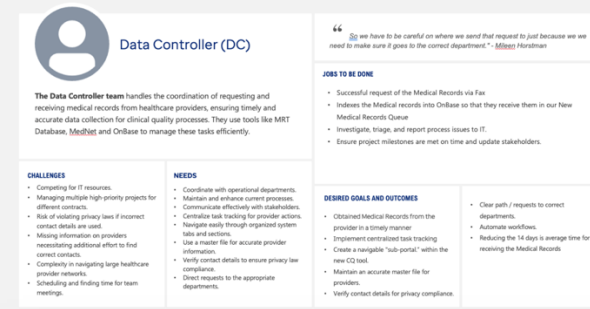 Data Controller (DC)
The Data Controller team handles the coordination of requesting and
receiving medical records from healthcare providers, ensuring timely and
accurate data collection for clinical quality processes. They use tools like MRT
Database, MedNet and OnBase to manage these tasks efficiently.
“
So we have to be careful on where we send that request to just because we we
need to make sure it goes to the correct department." - Mileen Horstman
JOBS TO BE DONE
• Successful request of the Medical Records via Fax
• Indexes the Medical records into OnBase so that they receive them in our New
Medical Records Queue
• Investigate, triage, and report process issues to IT.
• Ensure project milestones are met on time and update stakeholders.
CHALLENGES
• Competing for IT resources.
• Managing multiple high-priority projects for
different contracts.
• Risk of violating privacy laws if incorrect
contact details are used.
• Missing information on providers
necessitating additional effort to find
correct contacts.
• Complexity in navigating large healthcare
provider networks.
• Scheduling and finding time for team
meetings.
NEEDS
• Coordinate with operational departments.
• Maintain and enhance current processes.
• Communicate effectively with stakeholders.
• Centralize task tracking for provider actions.
• Navigate easily through organized system
tabs and sections.
• Use a master file for accurate provider
information.
• Verify contact details to ensure privacy law
compliance.
• Direct requests to the appropriate
departments.
DESIRED GOALS AND OUTCOMES
• Obtained Medical Records from the
provider in a timely manner
• Implement centralized task tracking
• Create a navigable "sub-portal." within the
new CQ tool.
• Maintain an accurate master file for
providers.
• Verify contact details for privacy compliance.
• Clear path / requests to correct
departments.
• Automate workflows.
• Reducing the 14 days is average time for
receiving the Medical Records